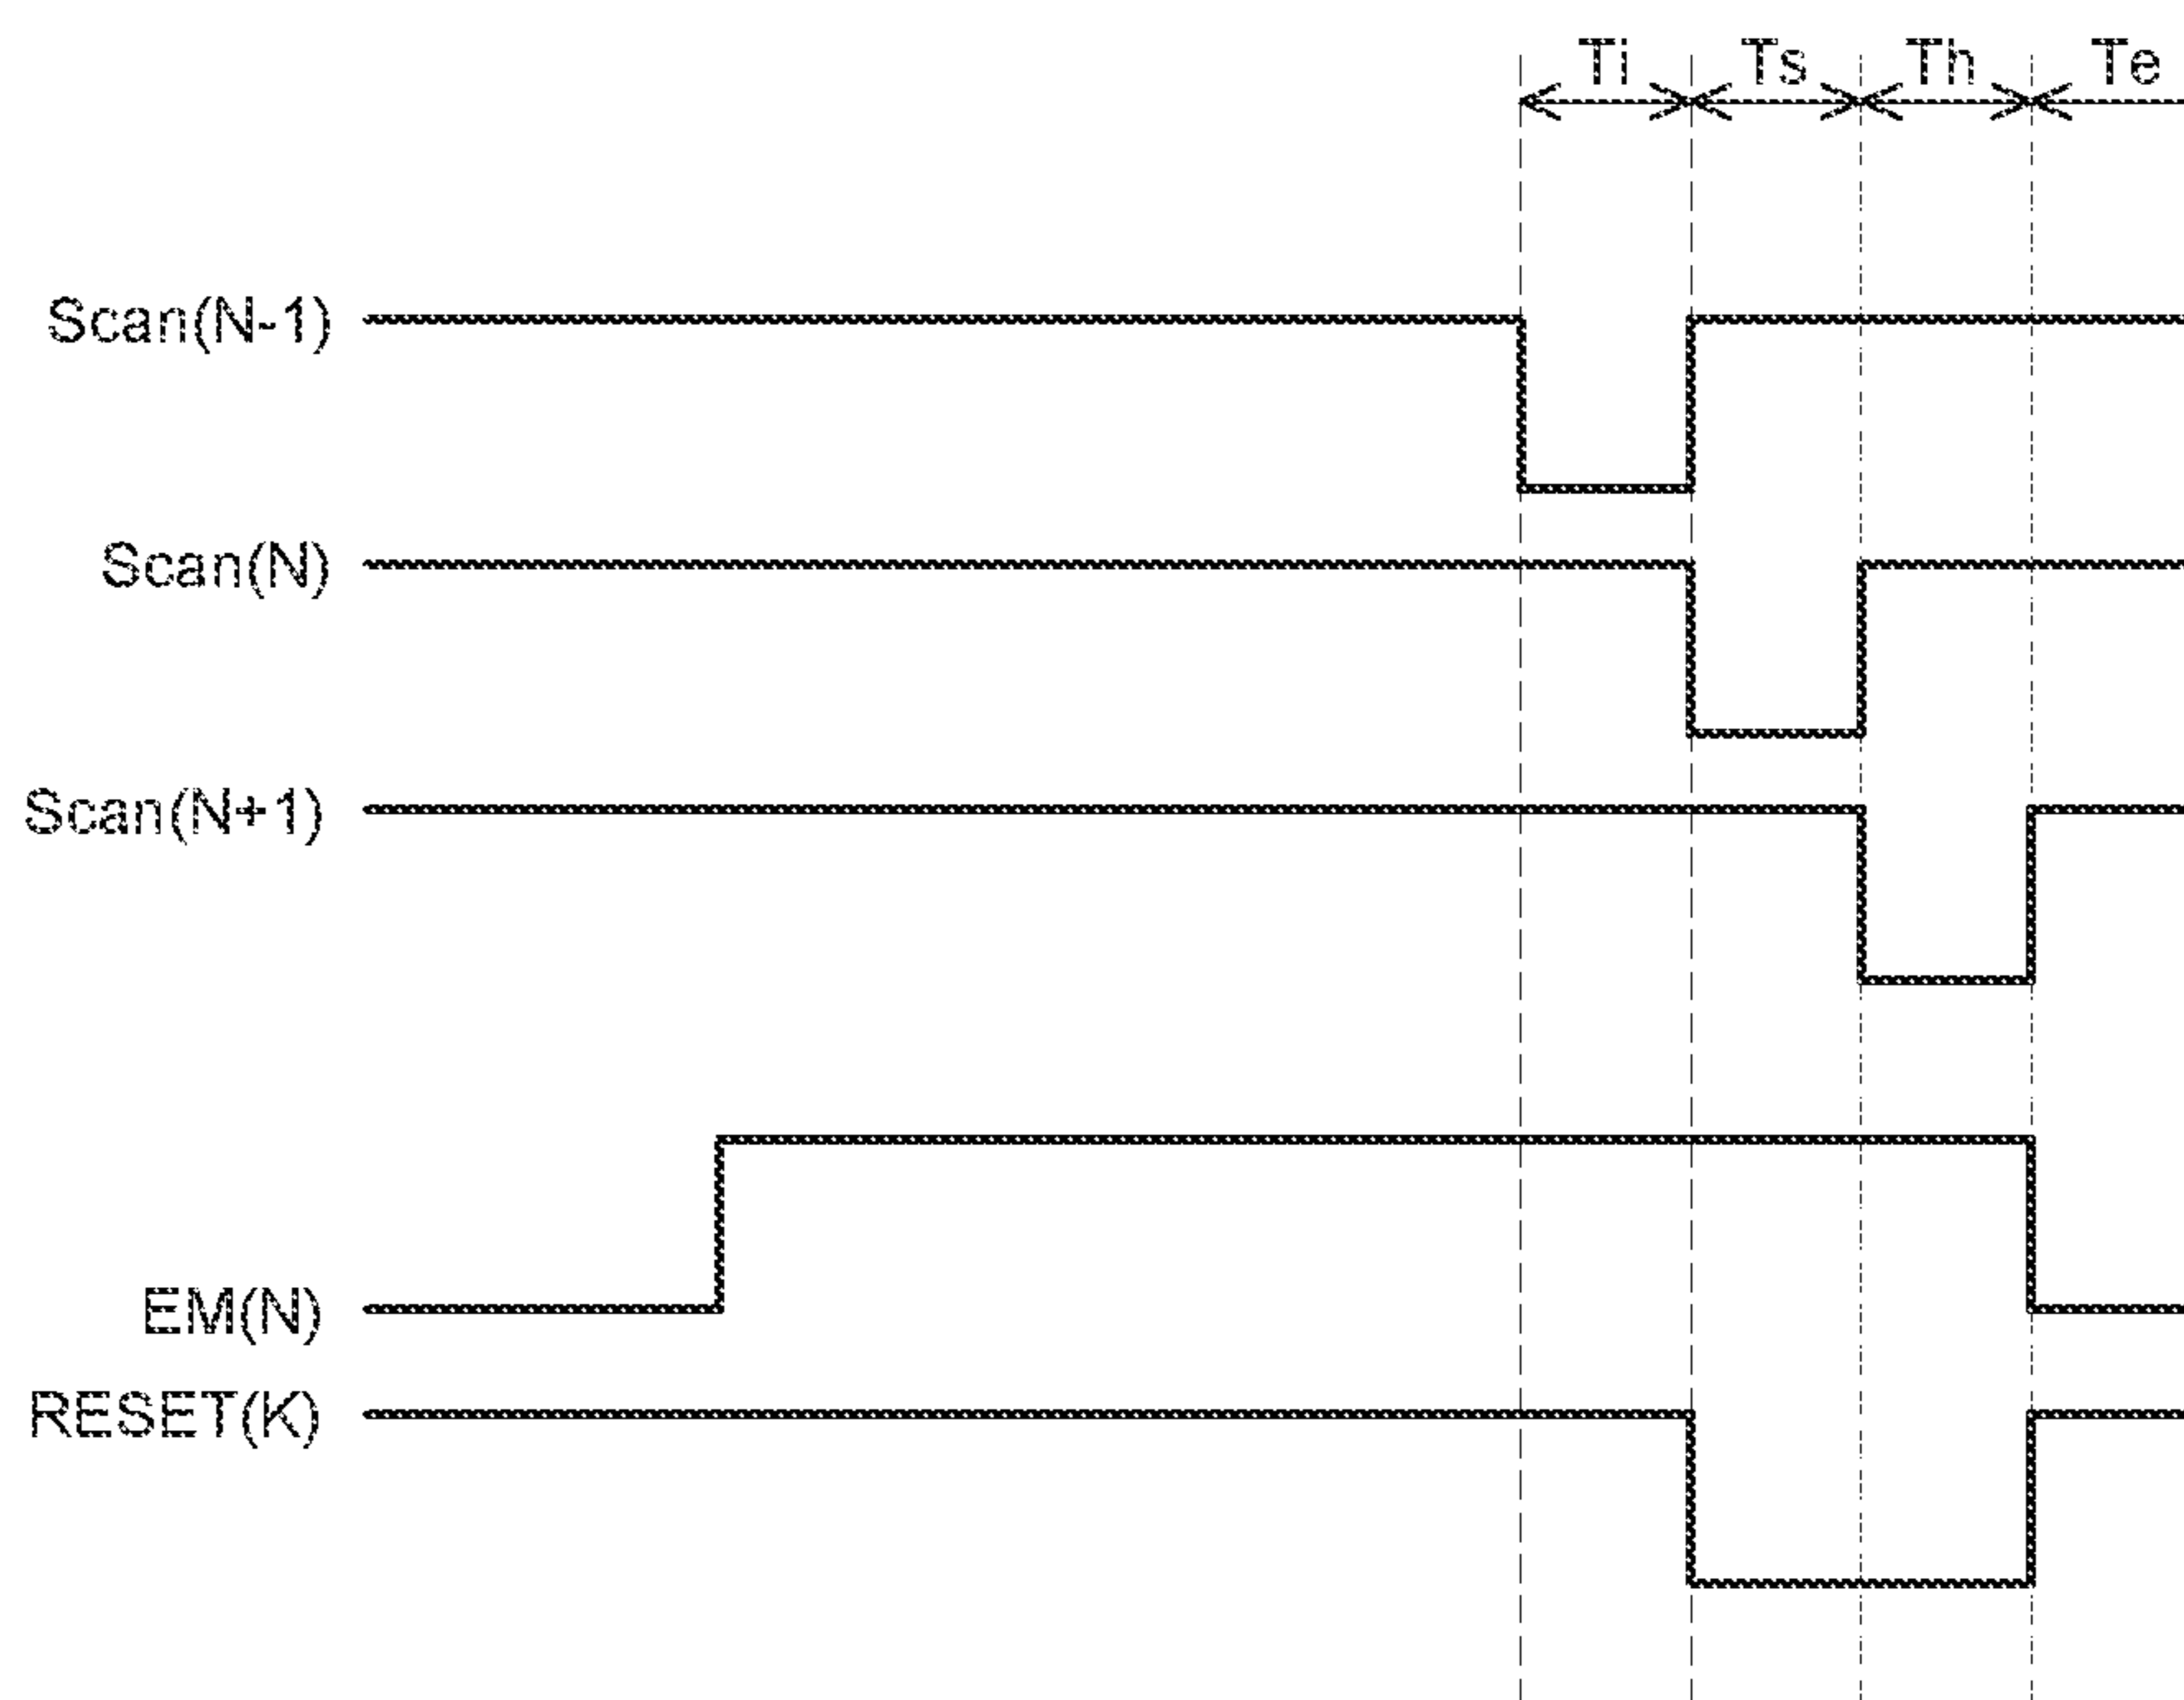 Ti Ts Th Te
Scan(N-1)
Scan(N)
Scan(N+1)
EM(N)
RESET(K)